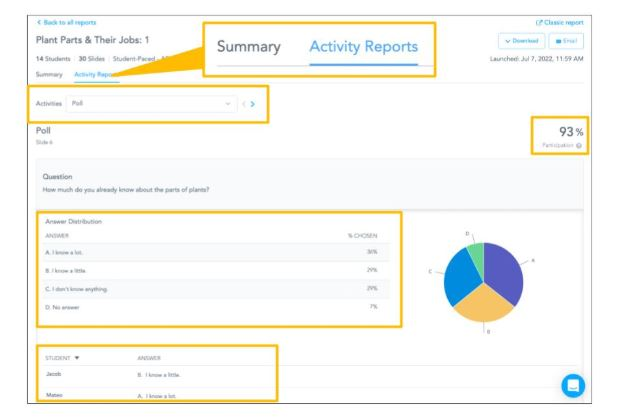 Back to all reports
Classic report
Plant Parts & Their Jobs: 1
Download
Email
14 Students 30 Slides Student-Paced
Launched: Jul 7, 2022, 11:59 AM
Summary Activity Reports
Summary Activity Reports
Activities Poll
Poll
93 %
Slide 6
Participation
Question
How much do you already know about the parts of plants?
Answer Distribution
ANSWER % CHOSEN
A. I know a lot. 36%
B. I know a little. 29%
C. I don't know anything. 29%
D. No answer 7%
D
A
C
B
STUDENT ANSWER
Jacob B. I know a little.
Mateo A. I know a lot.